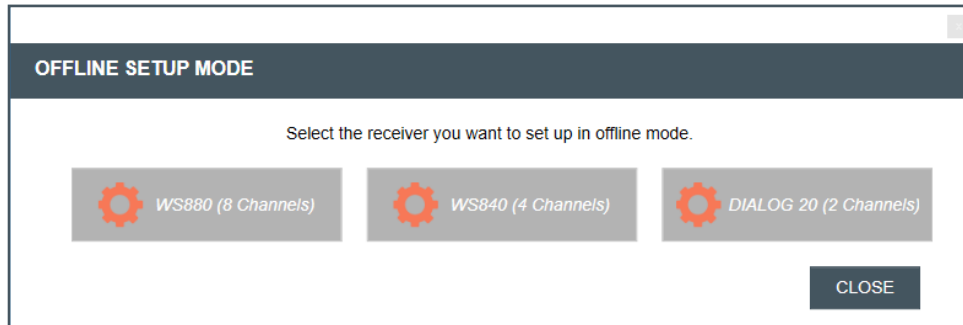 OFFLINE SETUP MODE
Select the receiver you want to set up in offline mode.
WS880 (8 Channels)
WS840 (4 Channels)
DIALOG 20 (2 Channels)
CLOSE